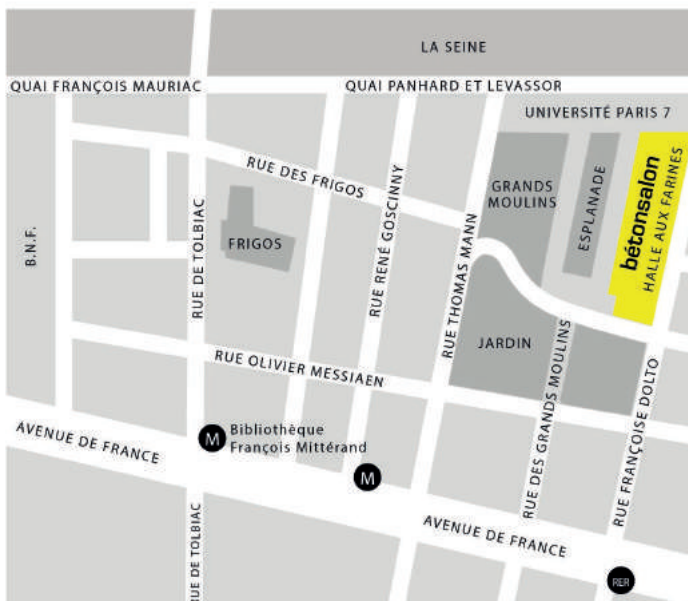 LA SEINE
QUAI FRANÇOIS MAURIAC
QUAI PANHARD ET LEVASSOR
UNIVERSITÉ PARIS 7
RUE DES FRIGOS
GRANDS
MOULINS
ESPLANADE
bétonsalon
HALLE AUX FARINES
B.N.F.
RUE DE TOLBIAC
FRIGOS
RUE RENÉ GOSCINNY
RUE THOMAS MANN
RUE OLIVIER MESSIAEN
JARDIN
RUE DES GRANDS MOULINS
RUE FRANÇOISE DOLTO
AVENUE DE FRANCE
M
Bibliothèque
François Mittérand
M
AVENUE DE FRANCE
RUE DE TOLBIAC
RER